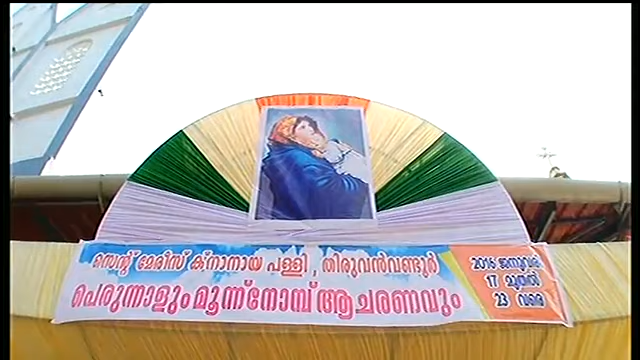 സെന്റ് മേരീസ് ക്നാനായ പള്ളി , തിരുവൻവണ്ടൂർ
പെരുന്നാളും മൂന്ന് നോമ്പ് ആചരണവും
2016 ജനുവരി
17 മുതൽ
23 വരെ